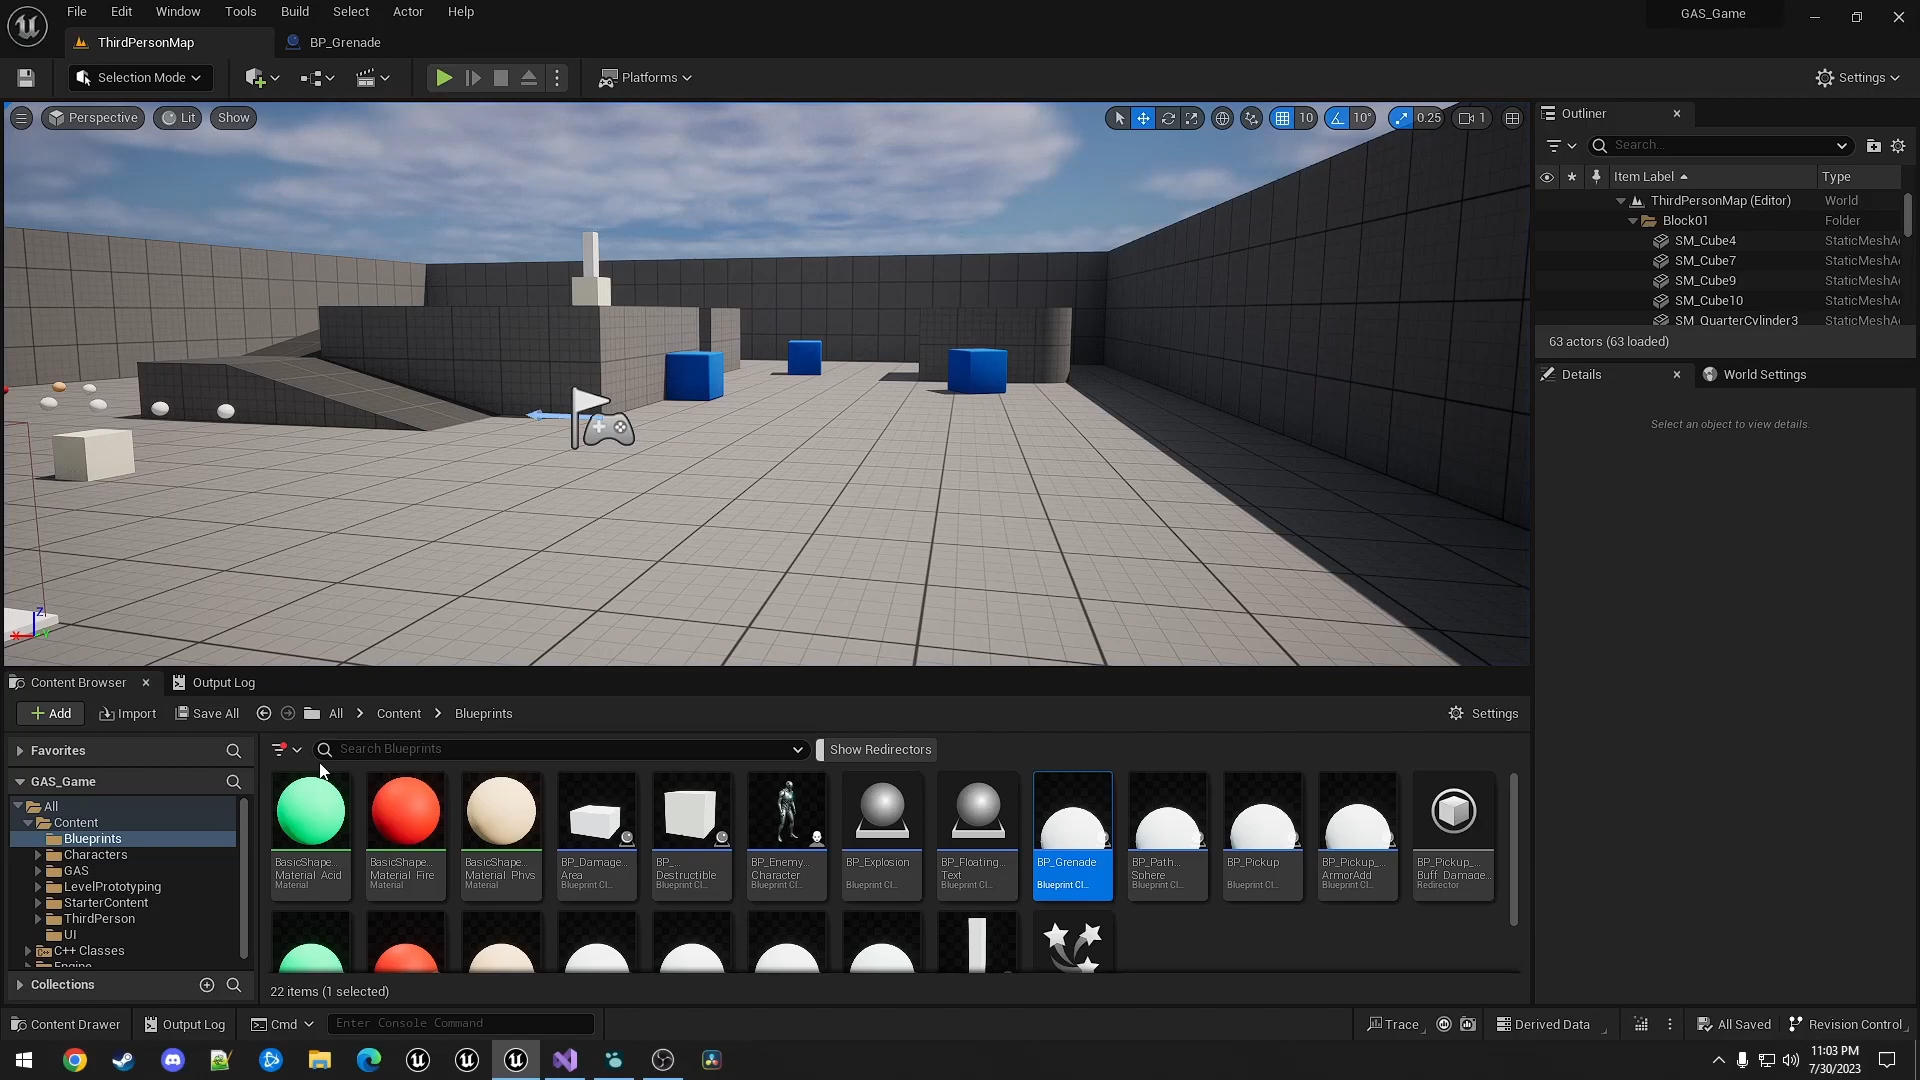 File Edit Window Tools Build Select Actor Help
GAS_Game
ThirdPersonMap
BP_Grenade
Selection Mode
Platforms
Settings
Perspective
Lit
Show
10
10°
0.25
1
Outliner
Search...
Item Label
Type
ThirdPersonMap (Editor) World
Block01 Folder
SM_Cube4 StaticMeshA
SM_Cube7 StaticMeshA
SM_Cube9 StaticMeshA
SM_Cube10 StaticMeshA
SM_QuarterCylinder3 StaticMeshA
63 actors (63 loaded)
Details
World Settings
Select an object to view details.
Z
X
Y
Content Browser
Output Log
Add
Import
Save All
All
Content
Blueprints
Settings
Favorites
Search Blueprints
Show Redirectors
GAS_Game
All
Content
Blueprints
Characters
GAS
LevelPrototyping
StarterContent
ThirdPerson
UI
C++ Classes
Engine
Collections
BasicShape...
Material_Acid
Material
BasicShape...
Material_Fire
Material
BasicShape...
Material_Phys
Material
BP_Damage...
Area
Blueprint Cl...
BP_...
Destructible
Blueprint Cl...
BP_Enemy...
Character
Blueprint Cl...
BP_Explosion
Blueprint Cl...
BP_Floating...
Text
Blueprint Cl...
BP_Grenade
Blueprint Cl...
BP_Path...
Sphere
Blueprint Cl...
BP_Pickup
Blueprint Cl...
BP_Pickup_...
ArmorAdd
Blueprint Cl...
BP_Pickup_...
Buff_Damage...
Redirector
22 items (1 selected)
Content Drawer
Output Log
Cmd
Enter Console Command
Trace
Derived Data
All Saved
Revision Control
11:03 PM
7/30/2023